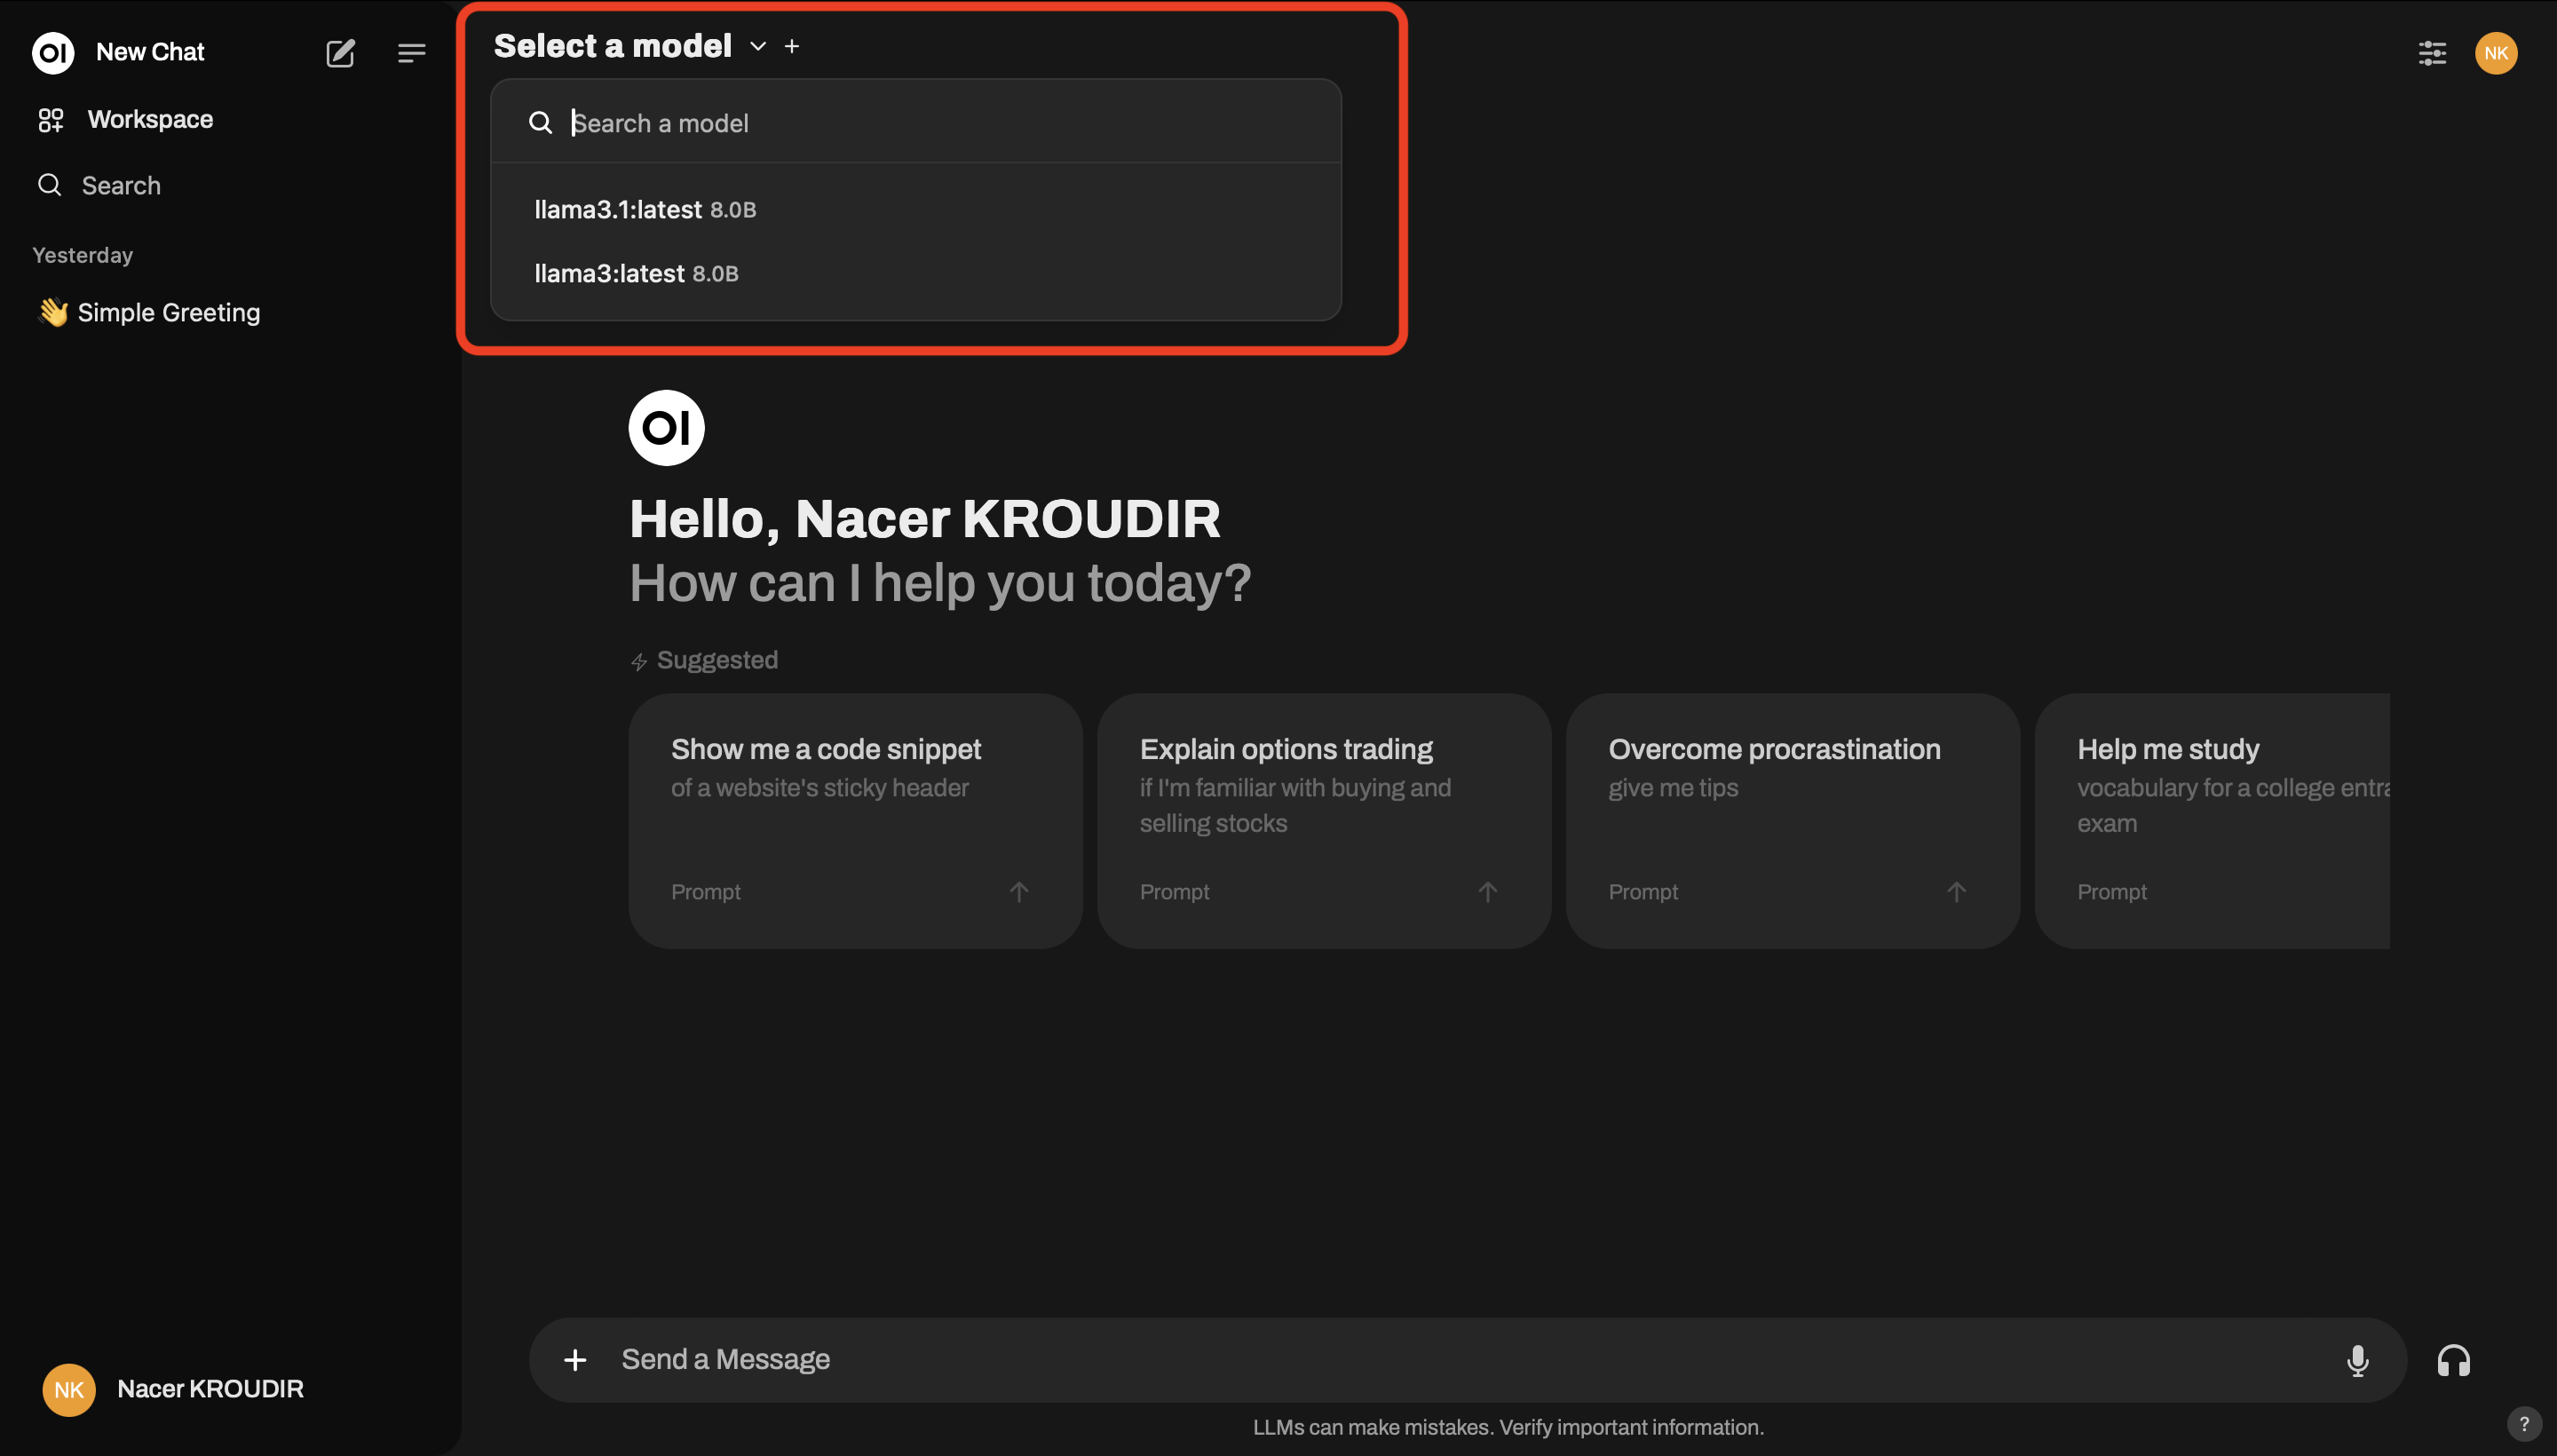 OI
New Chat
Workspace
Search
Yesterday
👋 Simple Greeting
NK
Nacer KROUDIR
Select a model
Search a model
llama3.1:latest 8.0B
llama3:latest 8.0B
NK
OI
Hello, Nacer KROUDIR
How can I help you today?
Suggested
Show me a code snippet
of a website's sticky header
Prompt
Explain options trading
if I'm familiar with buying and
selling stocks
Prompt
Overcome procrastination
give me tips
Prompt
Help me study
vocabulary for a college entra
exam
Prompt
Send a Message
LLMs can make mistakes. Verify important information.
?